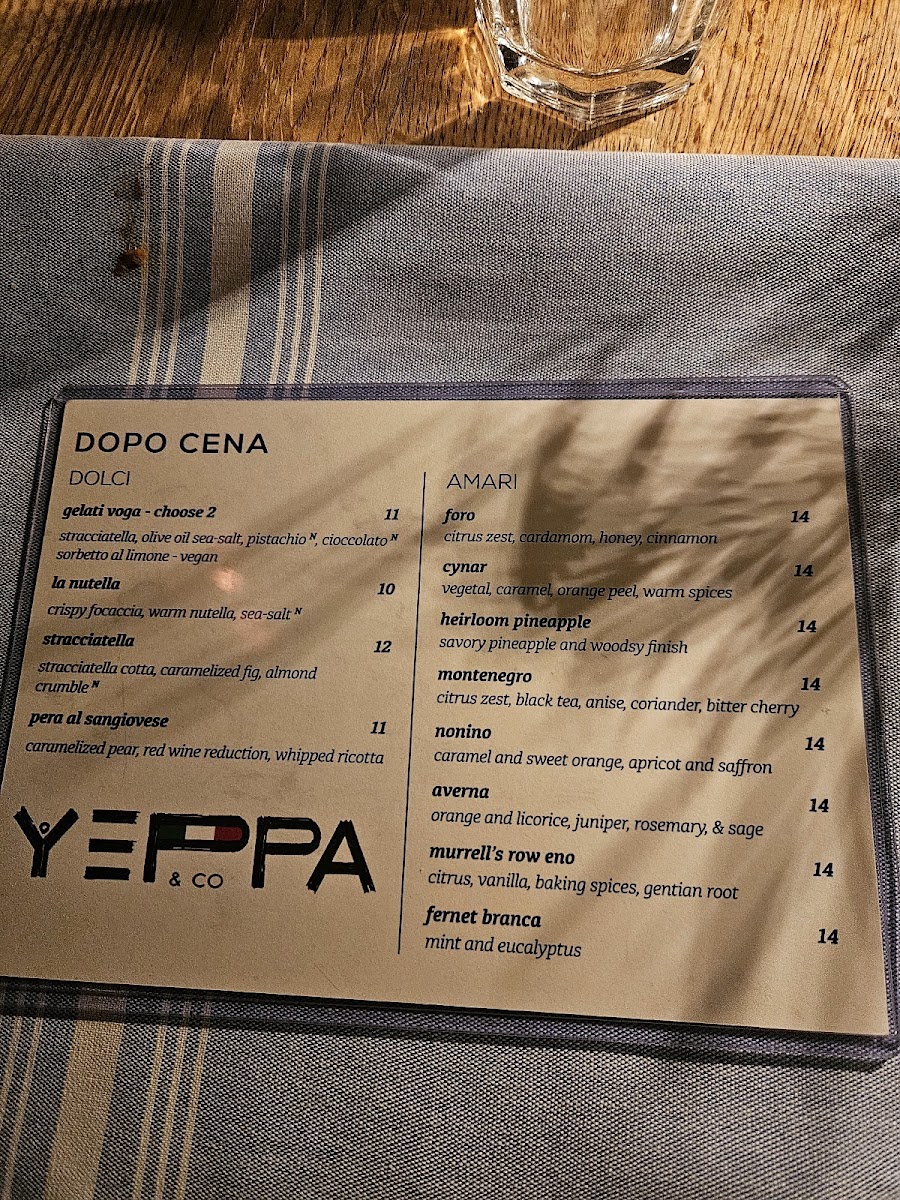 DOPO CENA
DOLCI
gelati voga - choose 2 11
stracciatella, olive oil sea-salt, pistachio ᴺ, cioccolato ᴺ
sorbetto al limone - vegan
la nutella 10
crispy focaccia, warm nutella, sea-salt ᴺ
stracciatella 12
stracciatella cotta, caramelized fig, almond
crumble ᴺ
pera al sangiovese 11
caramelized pear, red wine reduction, whipped ricotta
YEPPA
& CO
AMARI
foro 14
citrus zest, cardamom, honey, cinnamon
cynar 14
vegetal, caramel, orange peel, warm spices
heirloom pineapple 14
savory pineapple and woodsy finish
montenegro 14
citrus zest, black tea, anise, coriander, bitter cherry
nonino 14
caramel and sweet orange, apricot and saffron
averna 14
orange and licorice, juniper, rosemary, & sage
murrell's row eno 14
citrus, vanilla, baking spices, gentian root
fernet branca 14
mint and eucalyptus